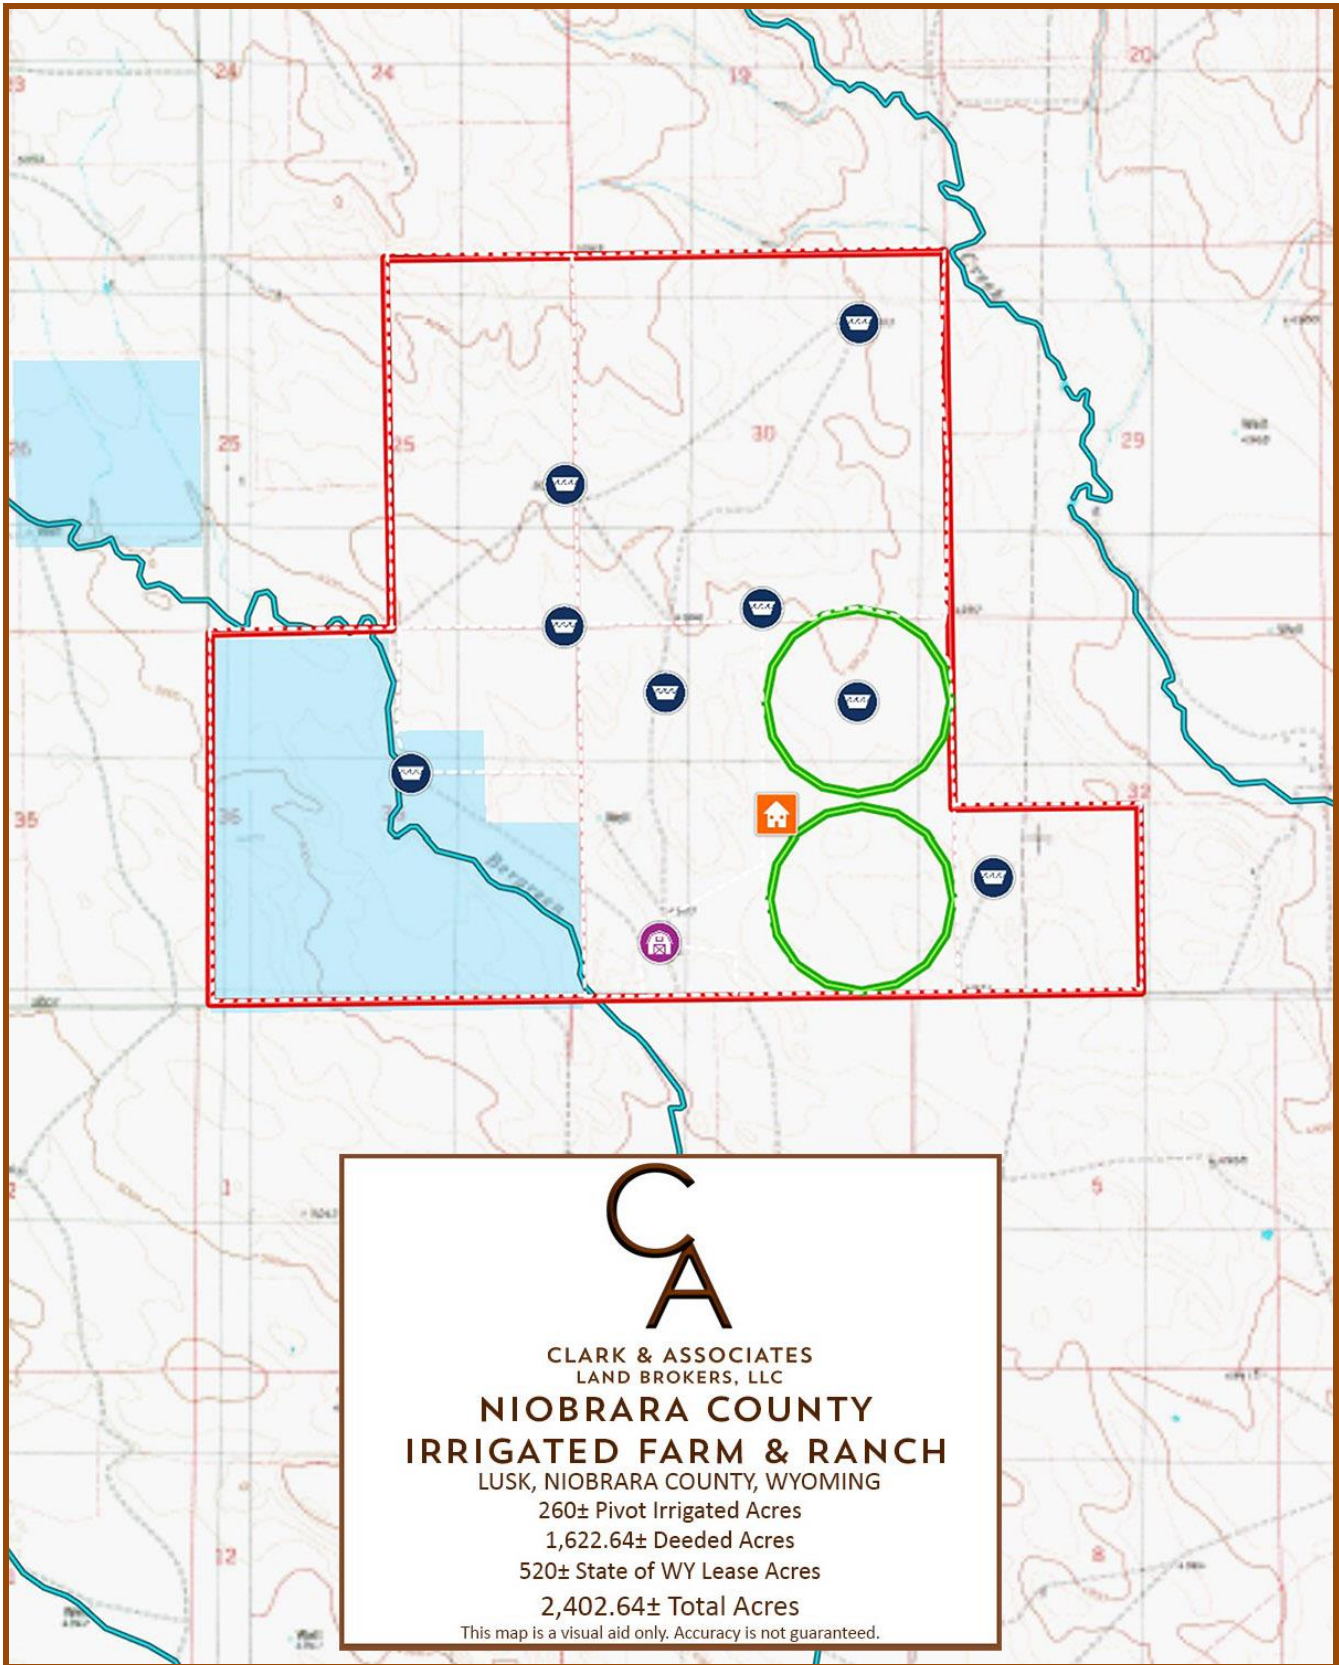 24
24
19
20
Creek
26
25
25
30
29
35
36
32
Bergreen
1
5
12
8
CA
CLARK & ASSOCIATES
LAND BROKERS, LLC
NIOBRARA COUNTY
IRRIGATED FARM & RANCH
LUSK, NIOBRARA COUNTY, WYOMING
260± Pivot Irrigated Acres
1,622.64± Deeded Acres
520± State of WY Lease Acres
2,402.64± Total Acres
This map is a visual aid only. Accuracy is not guaranteed.